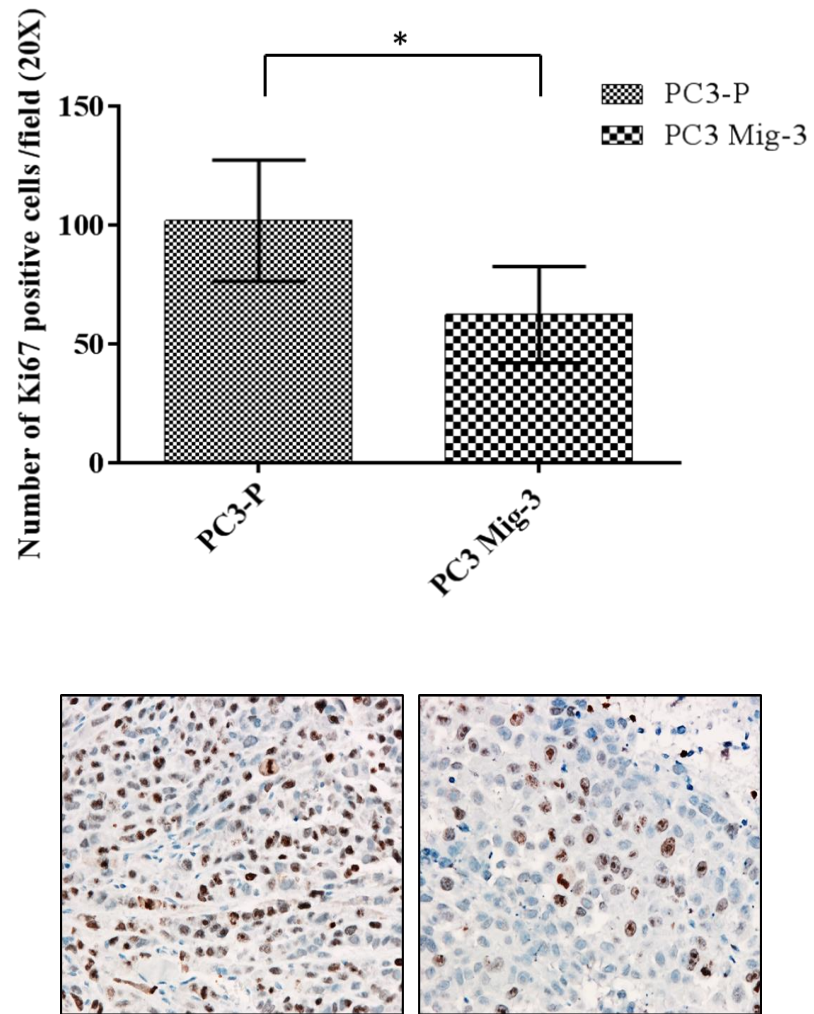 *
PC3-P
PC3 Mig-3
Number of Ki67 positive cells /field (20X)
150
100
50
0
PC3-P
PC3 Mig-3